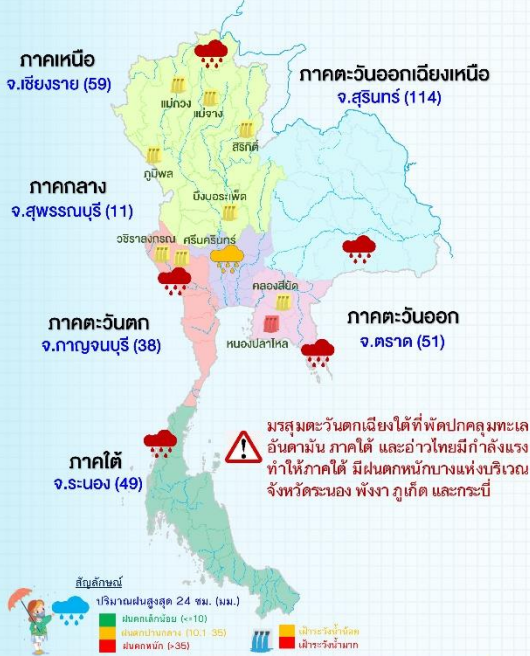 ภาคเหนือ
จ.เชียงราย (59)
ภาคตะวันออกเฉียงเหนือ
จ.สุรินทร์ (114)
แม่กวง
แม่จาง
สิริกิติ์
ภูมิพล
บึงบอระเพ็ด
ภาคกลาง
จ.สุพรรณบุรี (11)
วชิราลงกรณ
ศรีนครินทร์
คลองสียัด
หนองปลาไหล
ภาคตะวันตก
จ.กาญจนบุรี (38)
ภาคตะวันออก
จ.ตราด (51)
ภาคใต้
จ.ระนอง (49)
มรสุมตะวันตกเฉียงใต้ที่พัดปกคลุมทะเล
อันดามัน ภาคใต้ และอ่าวไทยมีกำลังแรง
ทำให้ภาคใต้ มีฝนตกหนักบางแห่งบริเวณ
จังหวัดระนอง พังงา ภูเก็ต และกระบี่
สัญลักษณ์
ปริมาณฝนสูงสุด 24 ชม. (มม.)
ฝนตกเล็กน้อย (<=10)
ฝนตกปานกลาง (10.1-35)
ฝนตกหนัก (>35)
เฝ้าระวังน้ำน้อย
เฝ้าระวังน้ำมาก